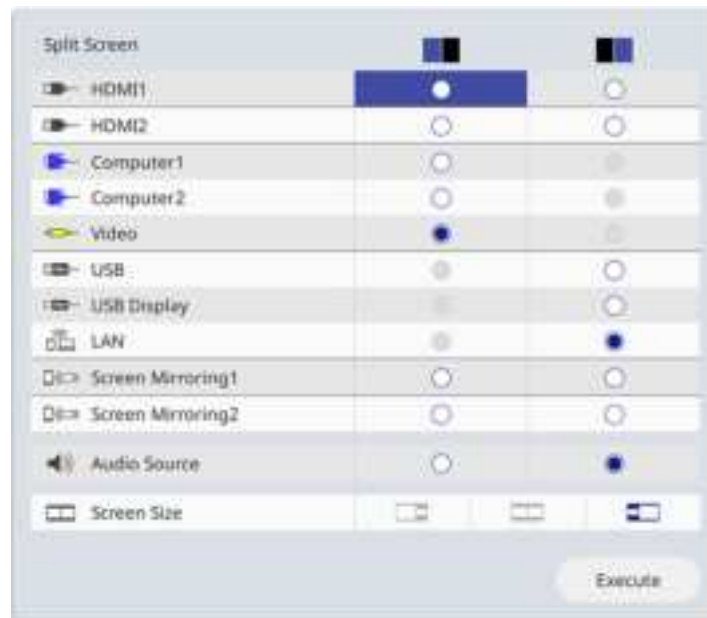 Split Screen
HDMI1
HDMI2
Computer1
Computer2
Video
USB
USB Display
LAN
Screen Mirroring1
Screen Mirroring2
Audio Source
Screen Size
Execute